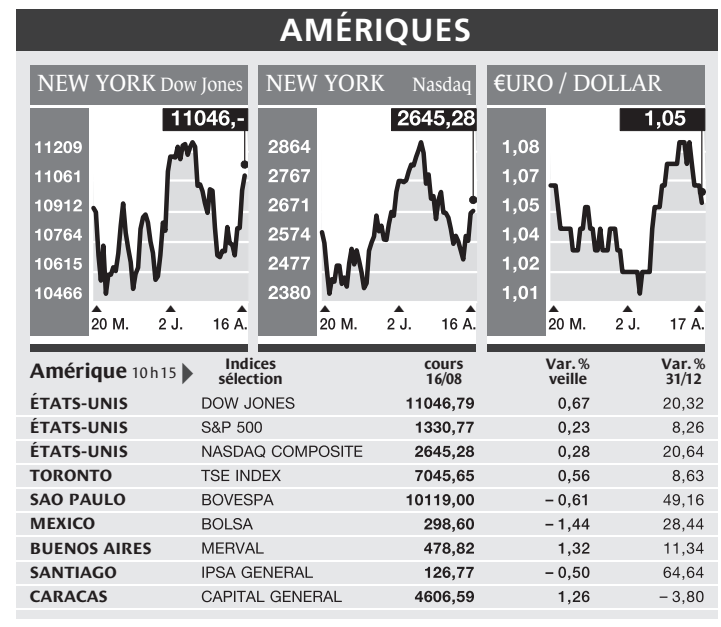 AMÉRIQUES
NEW YORK Dow Jones
11046,-
11209
11061
10912
10764
10615
10466
20 M. 2 J. 16 A.
NEW YORK Nasdaq
2645,28
2864
2767
2671
2574
2477
2380
20 M. 2 J. 16 A.
€URO / DOLLAR
1,05
1,08
1,07
1,05
1,04
1,02
1,01
20 M. 2 J. 17 A.
Amérique 10h15 Indices sélection cours 16/08 Var. % veille Var. % 31/12
ÉTATS-UNIS DOW JONES 11046,79 0,67 20,32
ÉTATS-UNIS S&P 500 1330,77 0,23 8,26
ÉTATS-UNIS NASDAQ COMPOSITE 2645,28 0,28 20,64
TORONTO TSE INDEX 7045,65 0,56 8,63
SAO PAULO BOVESPA 10119,00 – 0,61 49,16
MEXICO BOLSA 298,60 – 1,44 28,44
BUENOS AIRES MERVAL 478,82 1,32 11,34
SANTIAGO IPSA GENERAL 126,77 – 0,50 64,64
CARACAS CAPITAL GENERAL 4606,59 1,26 – 3,80